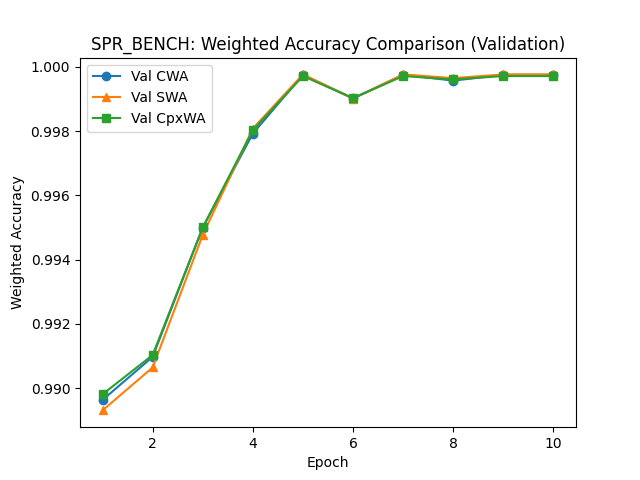 SPR_BENCH: Weighted Accuracy Comparison (Validation)
Val CWA
Val SWA
Val CpxWA
Weighted Accuracy
1.000
0.998
0.996
0.994
0.992
0.990
2
4
6
8
10
Epoch